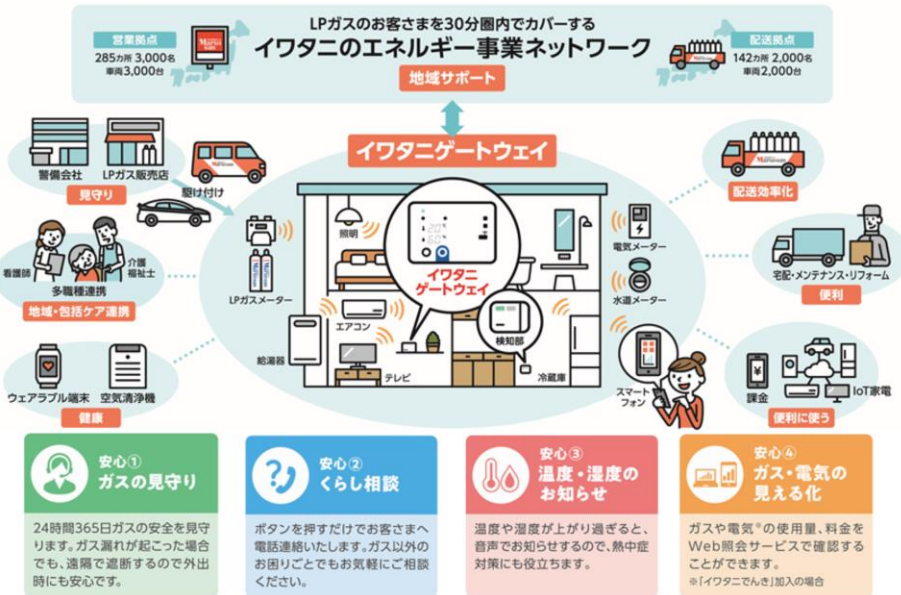 LPガスのお客さまを30分圏内でカバーする
イワタニのエネルギー事業ネットワーク
地域サポート
営業拠点
285カ所 3,000名
車両3,000台
配送拠点
142カ所 2,000名
車両2,000台
イワタニゲートウェイ
警備会社
LPガス販売店
見守り
駆け付け
看護師
介護
福祉士
多職種連携
地域・包括ケア連携
ウェアラブル端末
空気清浄機
健康
LPガスメーター
照明
エアコン
給湯器
テレビ
イワタニ
ゲートウェイ
検知部
冷蔵庫
電気メーター
水道メーター
スマート
フォン
配送効率化
宅配・メンテナンス・リフォーム
便利
課金
IoT家電
便利に使う
安心①
ガスの見守り
24時間365日ガスの安全を見守
ります。ガス漏れが起こった場合
でも、遠隔で遮断するので外出
時にも安心です。
安心②
くらし相談
ボタンを押すだけでお客さまへ
電話連絡いたします。ガス以外の
お困りごとでもお気軽にご相談
ください。
安心③
温度・湿度の
お知らせ
温度や湿度が上がり過ぎると、
音声でお知らせするので、熱中症
対策にも役立ちます。
安心④
ガス・電気の
見える化
ガスや電気※の使用量、料金を
Web照会サービスで確認する
ことができます。
※「イワタニでんき」加入の場合